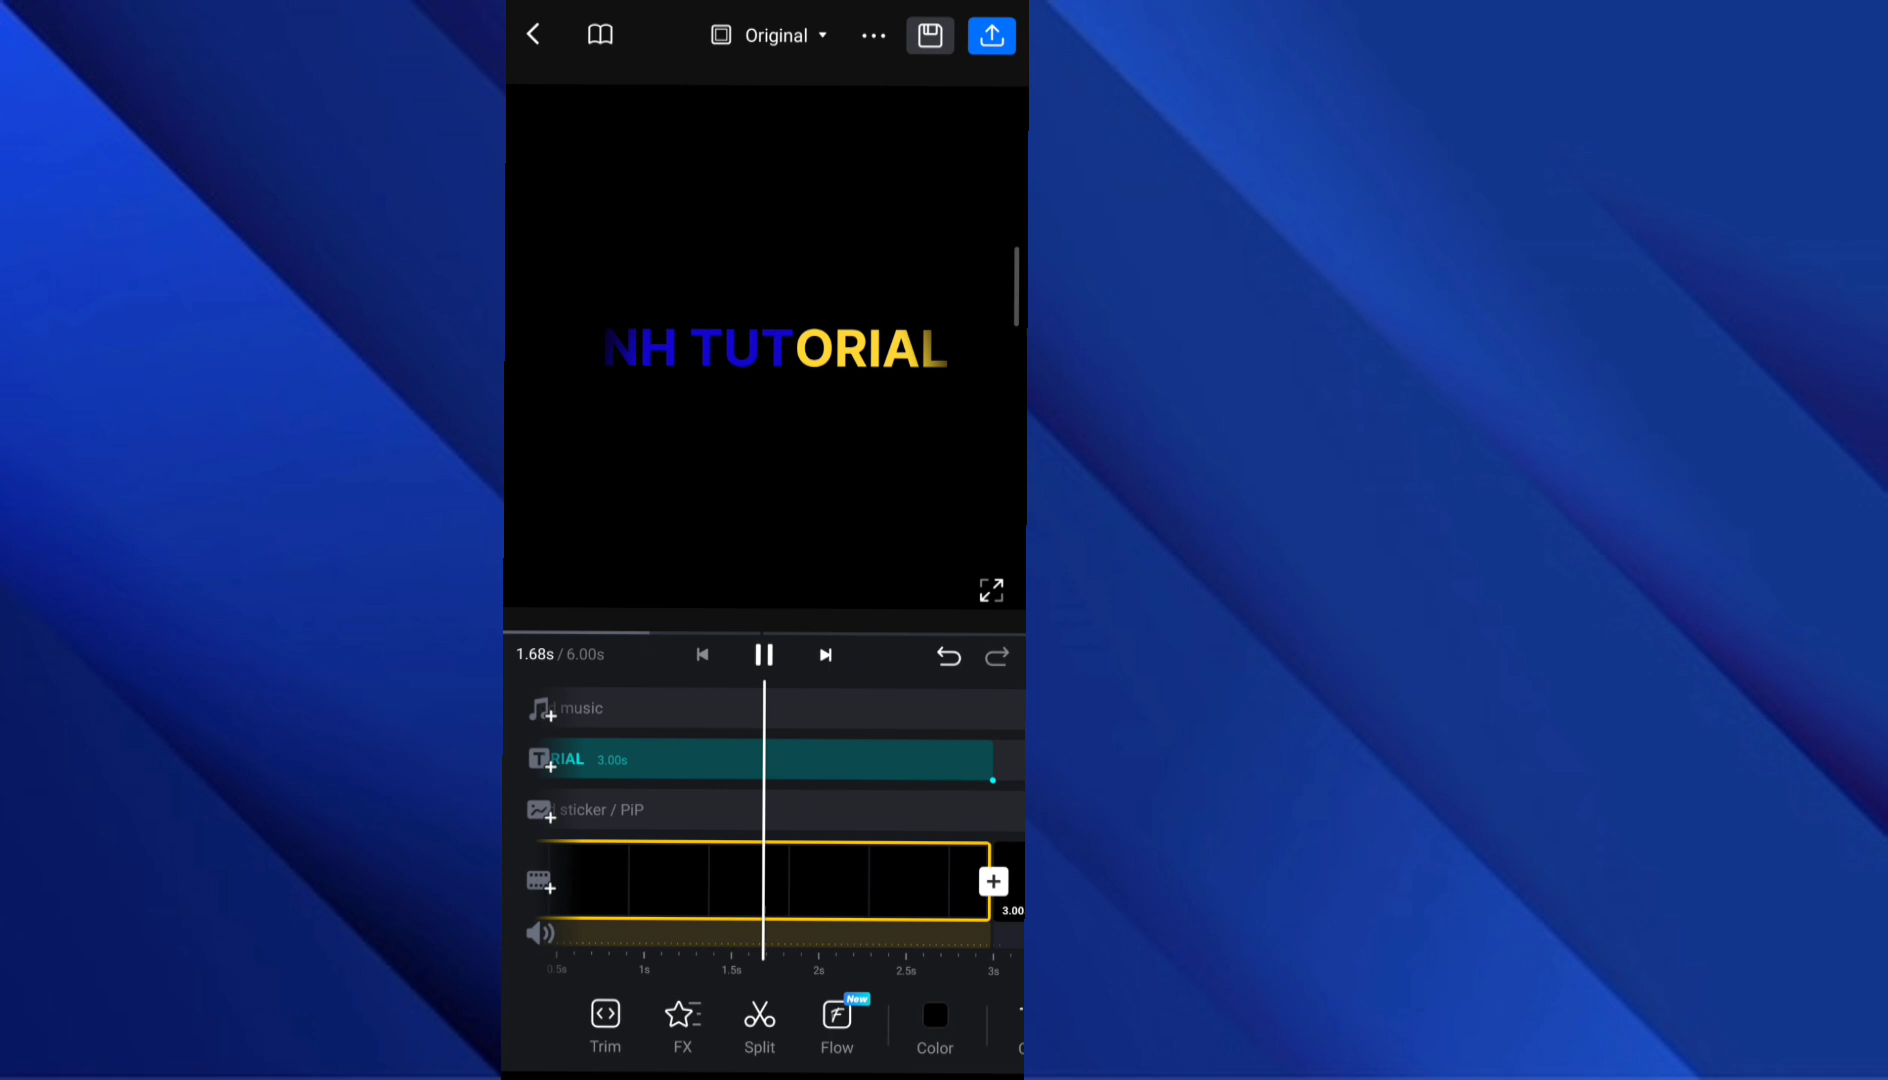 Original
NH TUTORIAL
1.68s / 6.00s
music
RIAL 3.00s
sticker / PiP
3.00
0.5s 1s 1.5s 2s 2.5s 3s
New
Trim FX Split Flow Color